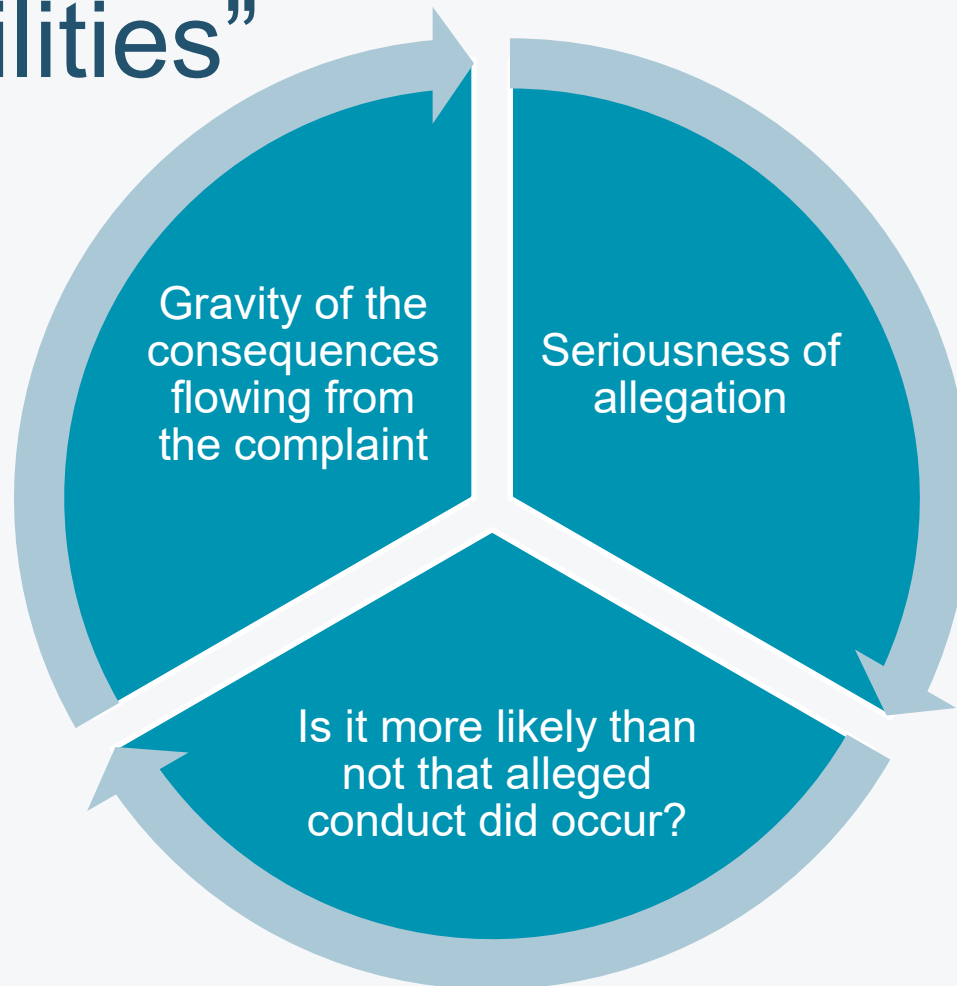 ilities”
Gravity of the
consequences
flowing from
the complaint
Seriousness of
allegation
Is it more likely than
not that alleged
conduct did occur?